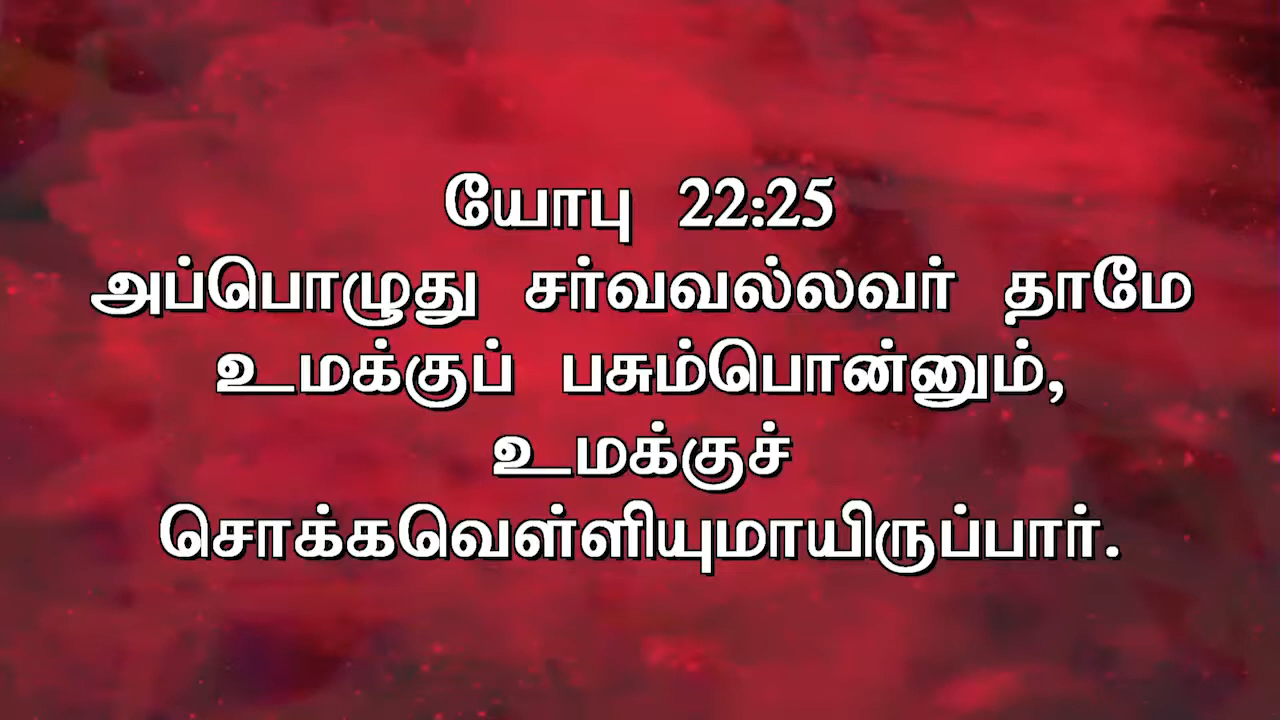 யோபு 22:25
அப்பொழுது சர்வவல்லவர் தாமே
உமக்குப் பசும்பொன்னும்,
உமக்குச்
சொக்கவெள்ளியுமாயிருப்பார்.